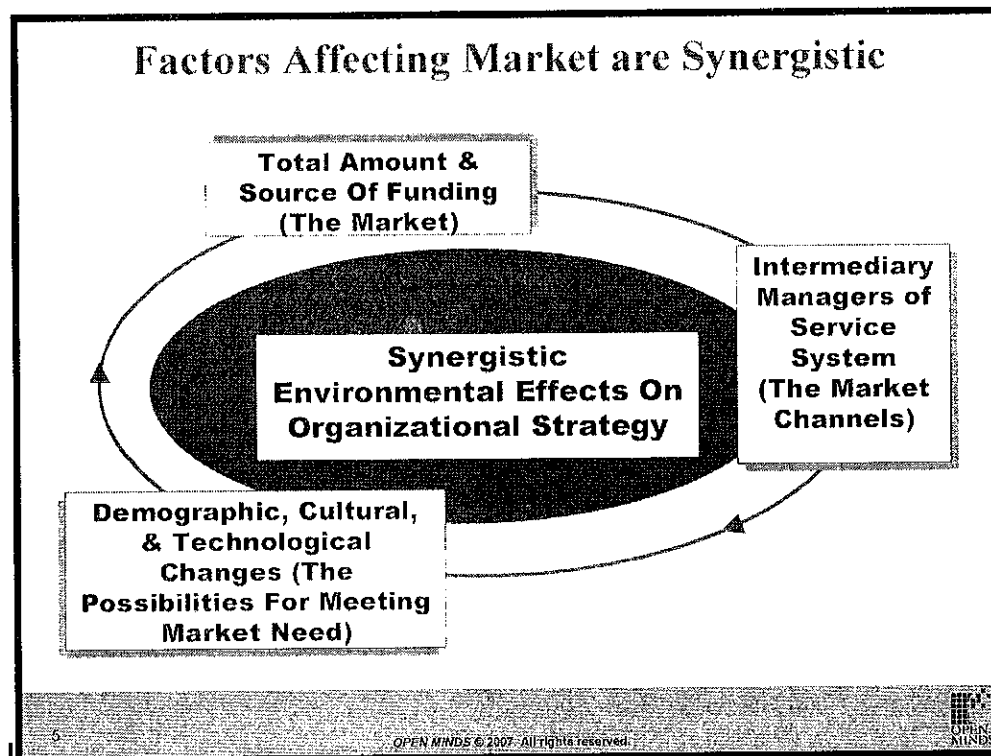 Factors Affecting Market are Synergistic
Total Amount &
Source Of Funding
(The Market)
Intermediary
Managers of
Service
System
(The Market
Channels)
Synergistic
Environmental Effects On
Organizational Strategy
Demographic, Cultural,
& Technological
Changes (The
Possibilities For Meeting
Market Need)
5
OPEN MINDS © 2007. All rights reserved.
OPEN
MINDS